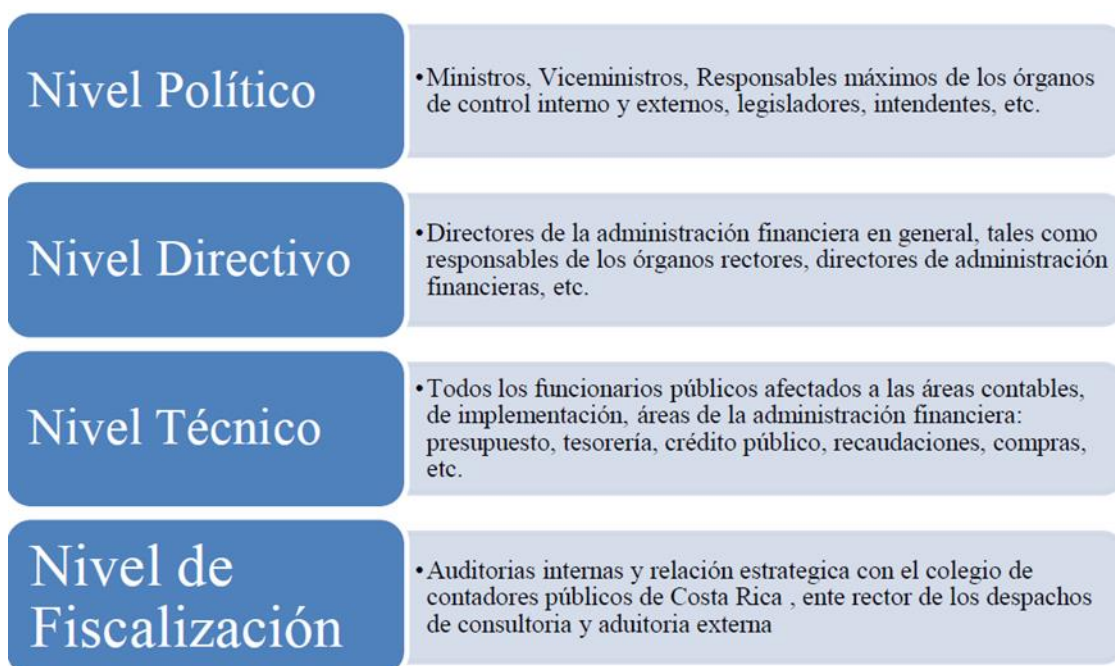 Nivel Político
•Ministros, Viceministros, Responsables máximos de los órganos
de control interno y externos, legisladores, intendentes, etc.
Nivel Directivo
•Directores de la administración financiera en general, tales como
responsables de los órganos rectores, directores de administración
financieras, etc.
Nivel Técnico
•Todos los funcionarios públicos afectados a las áreas contables,
de implementación, áreas de la administración financiera:
presupuesto, tesorería, crédito público, recaudaciones, compras,
etc.
Nivel de
Fiscalización
•Auditorias internas y relación estrategica con el colegio de
contadores públicos de Costa Rica , ente rector de los despachos
de consultoria y aduitoria externa